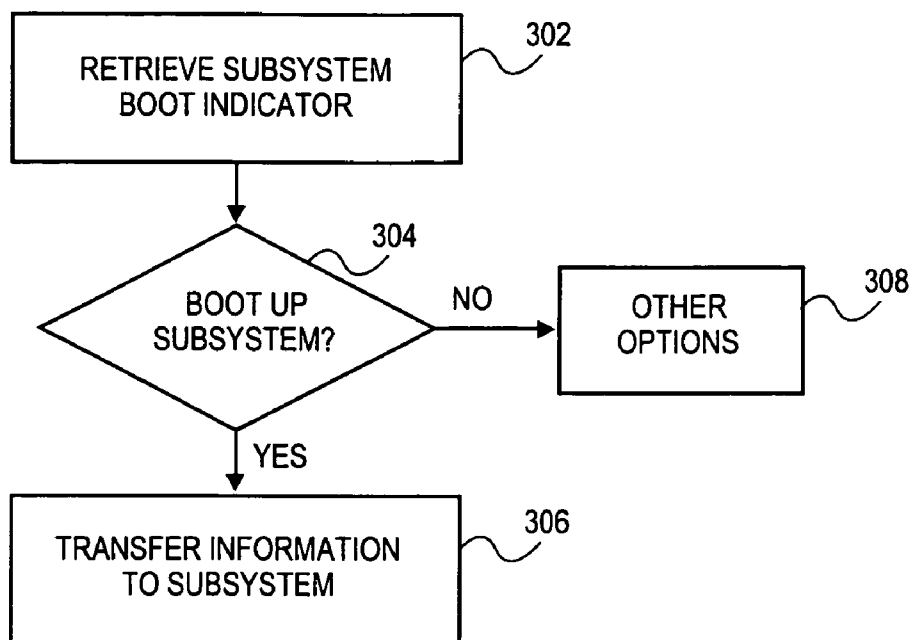 RETRIEVE SUBSYSTEM
BOOT INDICATOR
302
304
BOOT UP
SUBSYSTEM?
NO
OTHER
OPTIONS
308
YES
TRANSFER INFORMATION
TO SUBSYSTEM
306